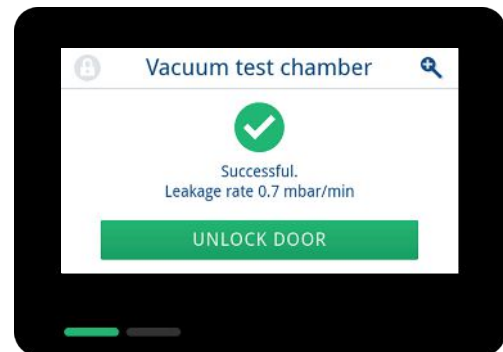 Vacuum test chamber
Successful.
Leakage rate 0.7 mbar/min
UNLOCK DOOR